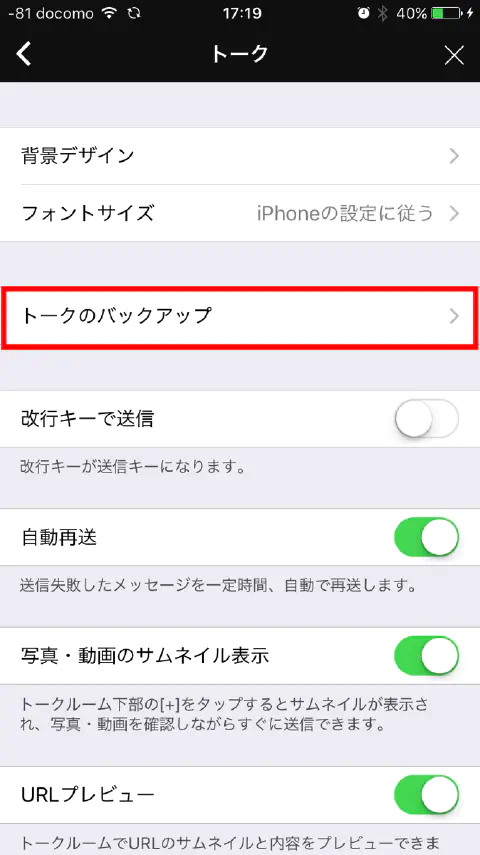 -81 docomo 17:19 40%
トーク
背景デザイン
フォントサイズ iPhoneの設定に従う
トークのバックアップ
改行キーで送信
改行キーが送信キーになります。
自動再送
送信失敗したメッセージを一定時間、自動で再送します。
写真・動画のサムネイル表示
トークルーム下部の[+]をタップするとサムネイルが表示さ
れ、写真・動画を確認しながらすぐに送信できます。
URLプレビュー
トークルームでURLのサムネイルと内容をプレビューできま